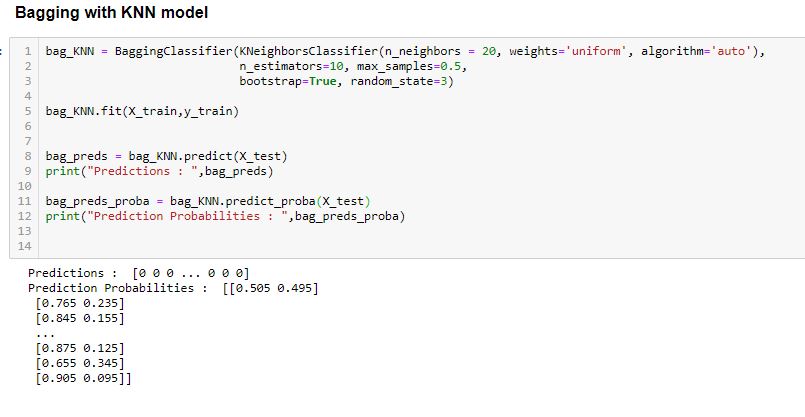 Bagging with KNN model
1 bag_KNN = BaggingClassifier(KNeighborsClassifier(n_neighbors = 20, weights='uniform', algorithm='auto'),
2 n_estimators=10, max_samples=0.5,
3 bootstrap=True, random_state=3)
4
5 bag_KNN.fit(X_train,y_train)
6
7
8 bag_preds = bag_KNN.predict(X_test)
9 print("Predictions : ",bag_preds)
10
11 bag_preds_proba = bag_KNN.predict_proba(X_test)
12 print("Prediction Probabilities : ",bag_preds_proba)
13
14
Predictions :  [0 0 0 ... 0 0 0]
Prediction Probabilities :  [[0.505 0.495]
[0.765 0.235]
[0.845 0.155]
...
[0.875 0.125]
[0.655 0.345]
[0.905 0.095]]